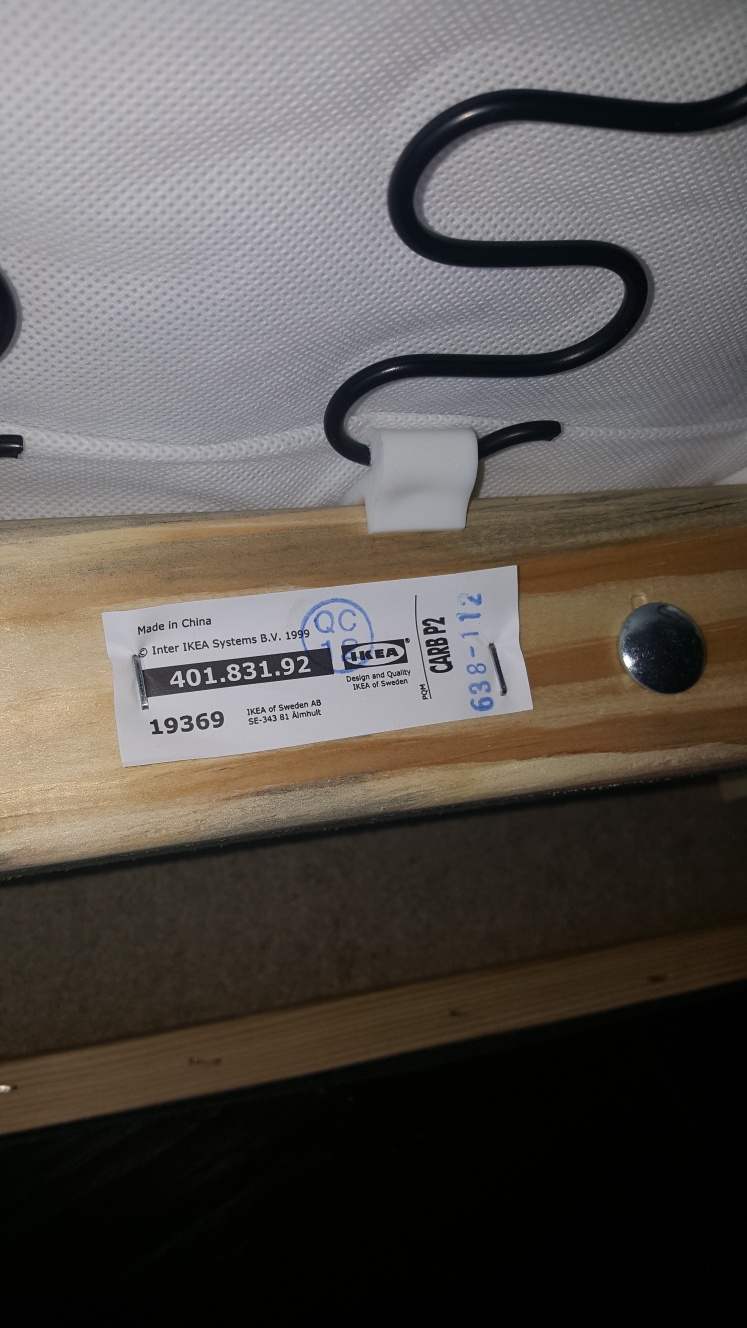 Made in China
© Inter IKEA Systems B.V. 1999
401.831.92
19369
IKEA of Sweden AB
SE-343 81 Älmhult
QC
IKEA®
Design and Quality
IKEA of Sweden
PQM
CARB P2
638-112